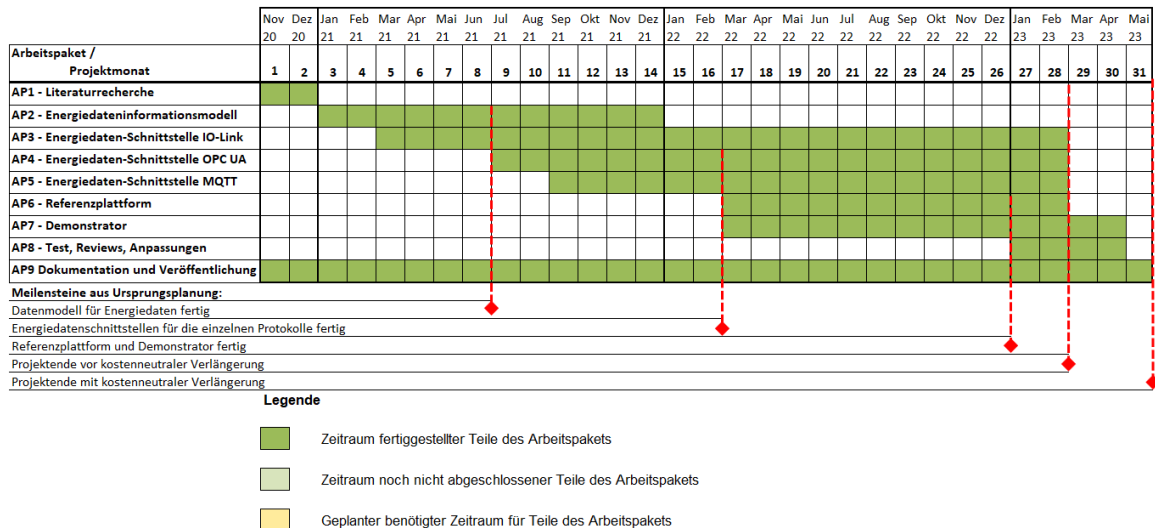 Nov Dez Jan Feb Mar Apr Mai Jun Jul Aug Sep Okt Nov Dez Jan Feb Mar Apr Mai Jun Jul Aug Sep Okt Nov Dez Jan Feb Mar Apr Mai
20 20 21 21 21 21 21 21 21 21 21 21 21 21 22 22 22 22 22 22 22 22 22 22 22 22 23 23 23 23 23
Arbeitspaket /
Projektmonat 1 2 3 4 5 6 7 8 9 10 11 12 13 14 15 16 17 18 19 20 21 22 23 24 25 26 27 28 29 30 31
AP1 - Literaturrecherche
AP2 - Energiedateninformationsmodell
AP3 - Energiedaten-Schnittstelle IO-Link
AP4 - Energiedaten-Schnittstelle OPC UA
AP5 - Energiedaten-Schnittstelle MQTT
AP6 - Referenzplattform
AP7 - Demonstrator
AP8 - Test, Reviews, Anpassungen
AP9 Dokumentation und Veröffentlichung
Meilensteine aus Ursprungsplanung:
Datenmodell für Energiedaten fertig
Energiedatenschnittstellen für die einzelnen Protokolle fertig
Referenzplattform und Demonstrator fertig
Projektende vor kostenneutraler Verlängerung
Projektende mit kostenneutraler Verlängerung
Legende
Zeitraum fertiggestellter Teile des Arbeitspakets
Zeitraum noch nicht abgeschlossener Teile des Arbeitspakets
Geplanter benötigter Zeitraum für Teile des Arbeitspakets